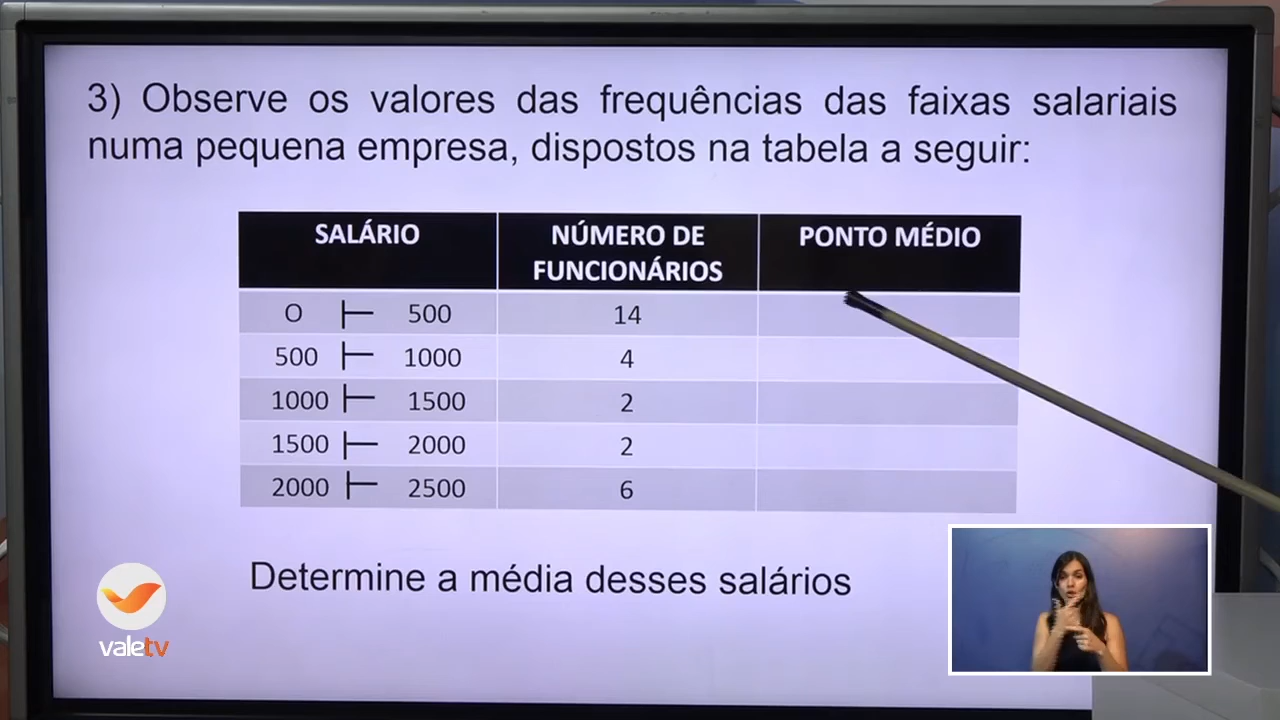 3) Observe os valores das frequências das faixas salariais
numa pequena empresa, dispostos na tabela a seguir:
SALÁRIO NÚMERO DE FUNCIONÁRIOS PONTO MÉDIO
O ⊢ 500 14
500 ⊢ 1000 4
1000 ⊢ 1500 2
1500 ⊢ 2000 2
2000 ⊢ 2500 6
Determine a média desses salários
valetv